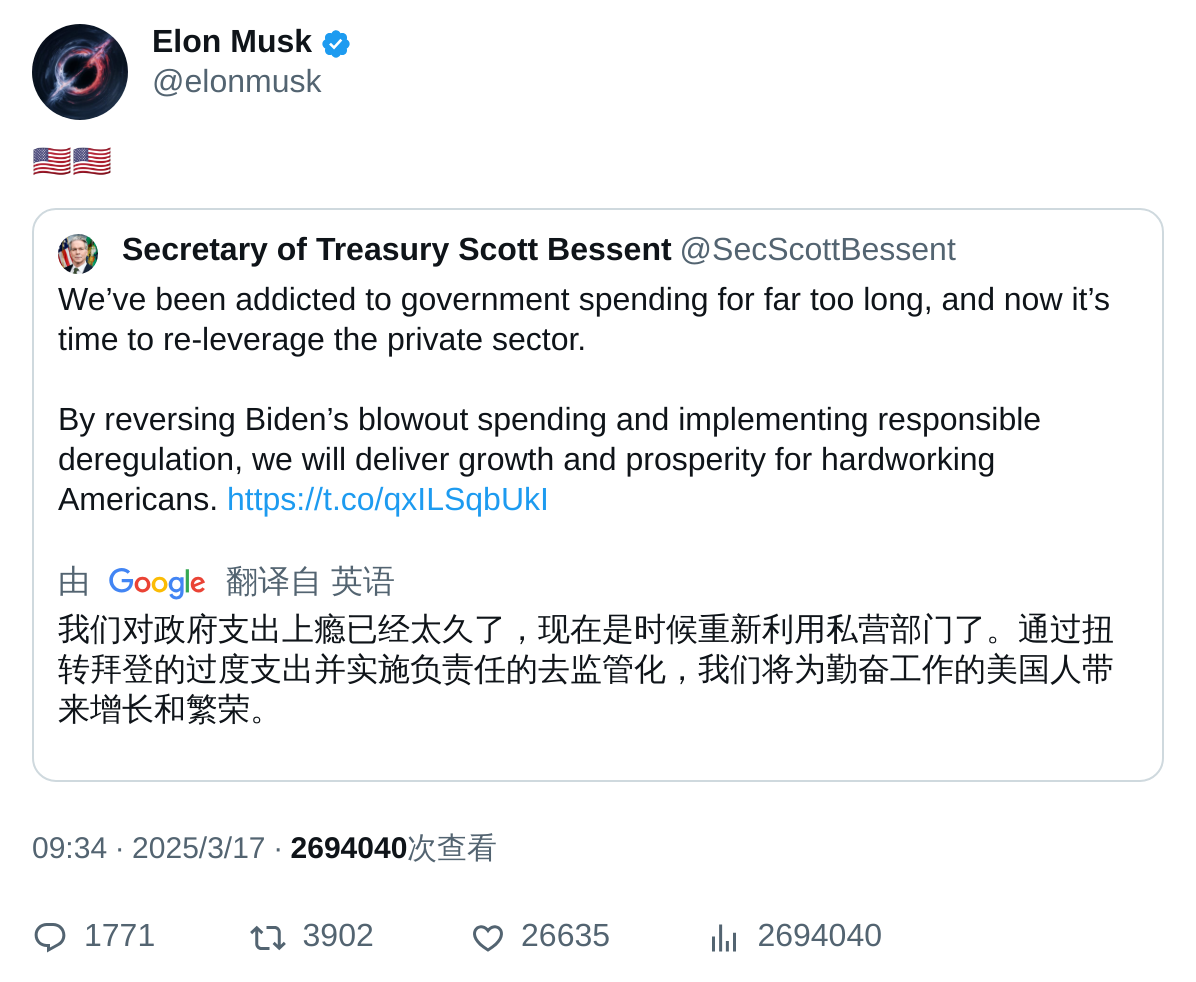 Elon Musk
@elonmusk
🇺🇸🇺🇸
Secretary of Treasury Scott Bessent @SecScottBessent
We’ve been addicted to government spending for far too long, and now it’s
time to re-leverage the private sector.
By reversing Biden’s blowout spending and implementing responsible
deregulation, we will deliver growth and prosperity for hardworking
Americans. https://t.co/qxILSqbUkI
由 Google 翻译自 英语
我们对政府支出上瘾已经太久了，现在是时候重新利用私营部门了。通过扭
转拜登的过度支出并实施负责任的去监管化，我们将为勤奋工作的美国人带
来增长和繁荣。
09:34 · 2025/3/17 · 2694040次查看
1771 3902 26635 2694040